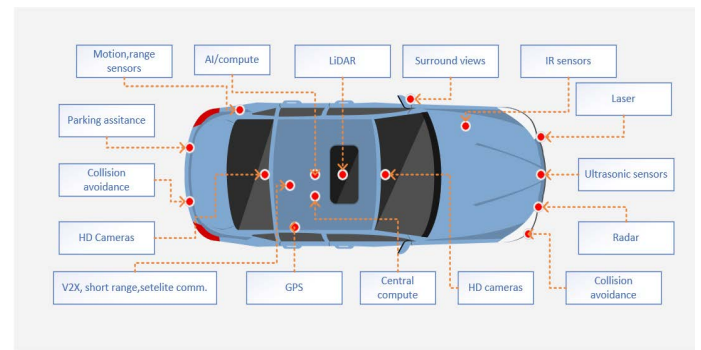 Motion,range
sensors
AI/compute
LiDAR
Surround views
IR sensors
Laser
Parking assitance
Collision
avoidance
Ultrasonic sensors
HD Cameras
Radar
V2X, short range,setelite comm.
GPS
Central
compute
HD cameras
Collision
avoidance